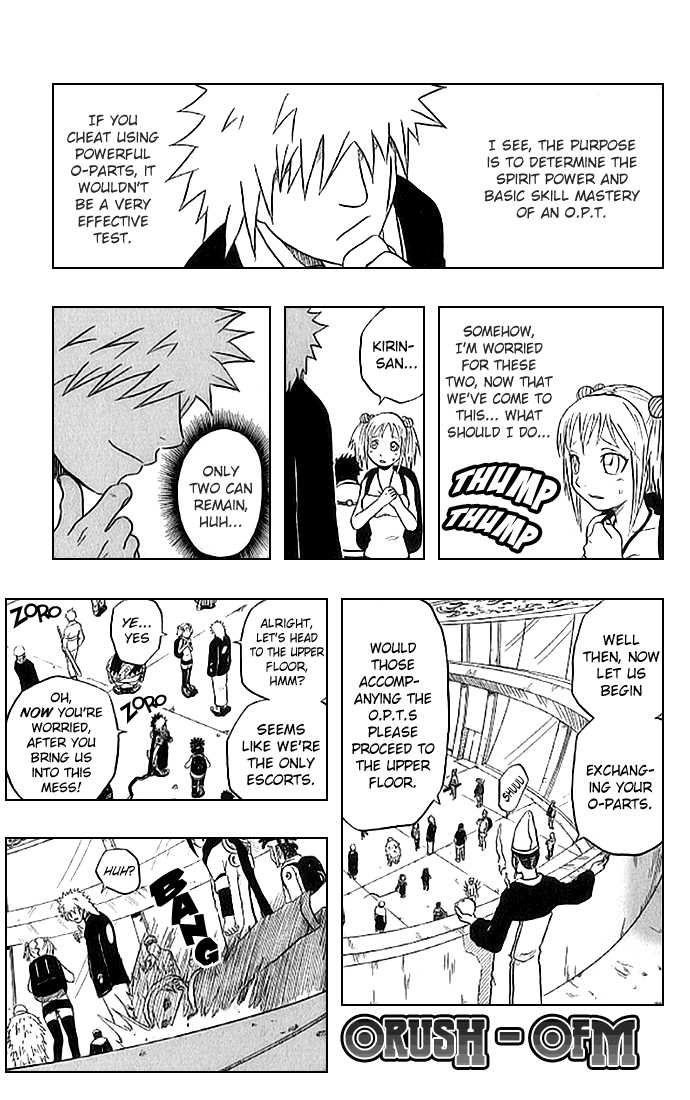 I SEE, THE PURPOSE
IS TO DETERMINE THE
SPIRIT POWER AND
BASIC SKILL MASTERY
OF AN O.P.T.
IF YOU
CHEAT USING
POWERFUL
O-PARTS, IT
WOULDN'T
BE A VERY
EFFECTIVE
TEST.
SOMEHOW,
I'M WORRIED
FOR THESE
TWO, NOW THAT
WE'VE COME TO
THIS... WHAT
SHOULD I DO...
THUMP
THUMP
KIRIN-
SAN...
ONLY
TWO CAN
REMAIN,
HUH...
WELL
THEN, NOW
LET US
BEGIN
EXCHANG-
ING YOUR
O-PARTS.
SHUUU
WOULD
THOSE
ACCOMP-
ANYING THE
O.P.T.S
PLEASE
PROCEED TO
THE UPPER
FLOOR.
ALRIGHT,
LET'S HEAD
TO THE UPPER
FLOOR,
HMM?
SEEMS
LIKE WE'RE
THE ONLY
ESCORTS.
YE...
YES
ZORO
ZORO
OH,
NOW YOU'RE
WORRIED,
AFTER YOU
BRING US
INTO THIS
MESS!
HUH?
BANG
ORUSH - OFM